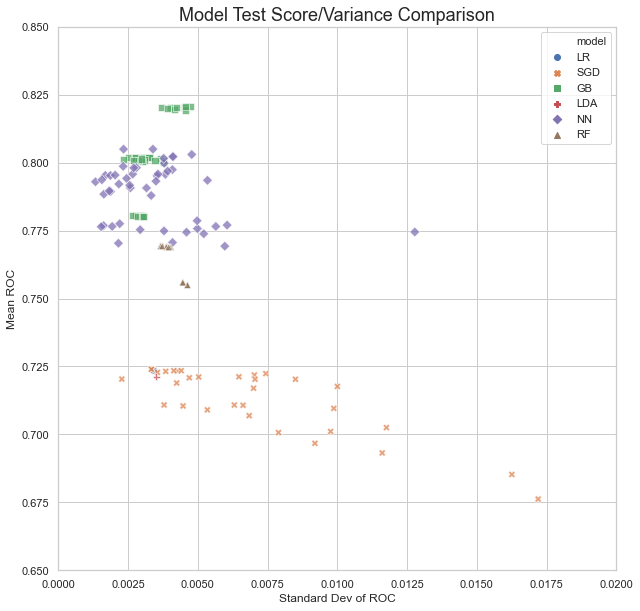 Model Test Score/Variance Comparison
model
LR
SGD
GB
LDA
NN
RF
0.850
0.825
0.800
0.775
0.750
0.725
0.700
0.675
0.650
Mean ROC
0.0000
0.0025
0.0050
0.0075
0.0100
0.0125
0.0150
0.0175
0.0200
Standard Dev of ROC